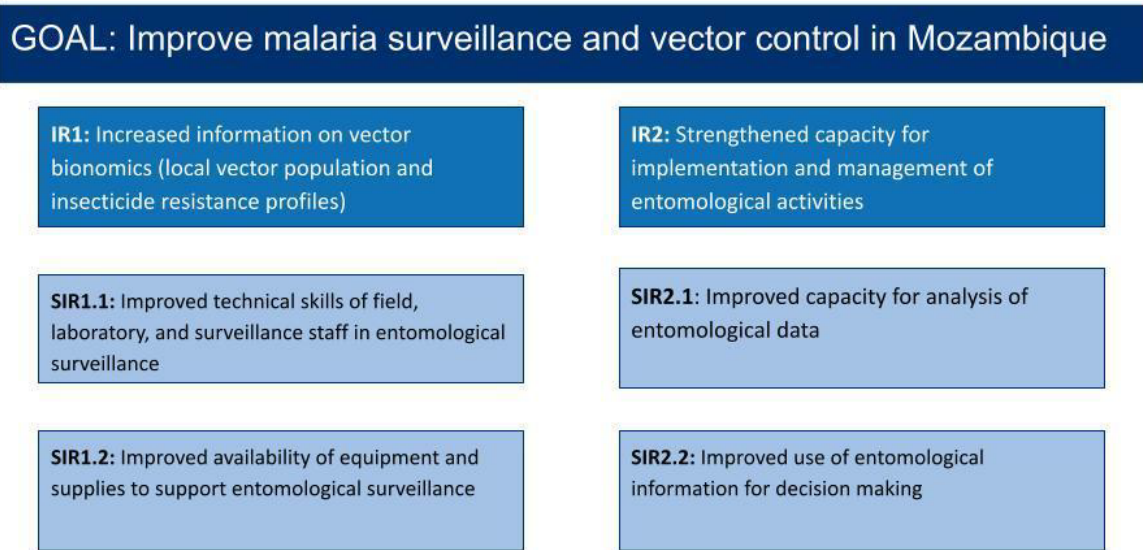 GOAL: Improve malaria surveillance and vector control in Mozambique
IR1: Increased information on vector
bionomics (local vector population and
insecticide resistance profiles)
IR2: Strengthened capacity for
implementation and management of
entomological activities
SIR1.1: Improved technical skills of field,
laboratory, and surveillance staff in entomological
surveillance
SIR2.1: Improved capacity for analysis of
entomological data
SIR1.2: Improved availability of equipment and
supplies to support entomological surveillance
SIR2.2: Improved use of entomological
information for decision making